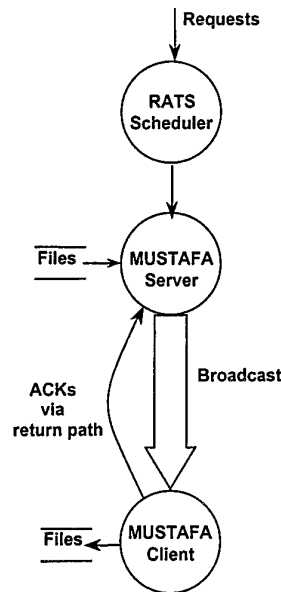 Requests
RATS
Scheduler
Files
MUSTAFA
Server
Broadcast
ACKs
via
return path
Files
MUSTAFA
Client